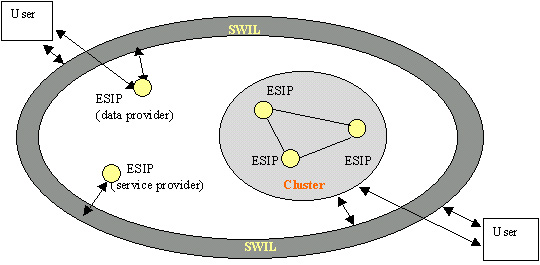 User
SWIL
ESIP
(data provider)
ESIP
ESIP
ESIP
ESIP
(service provider)
Cluster
User
SWIL